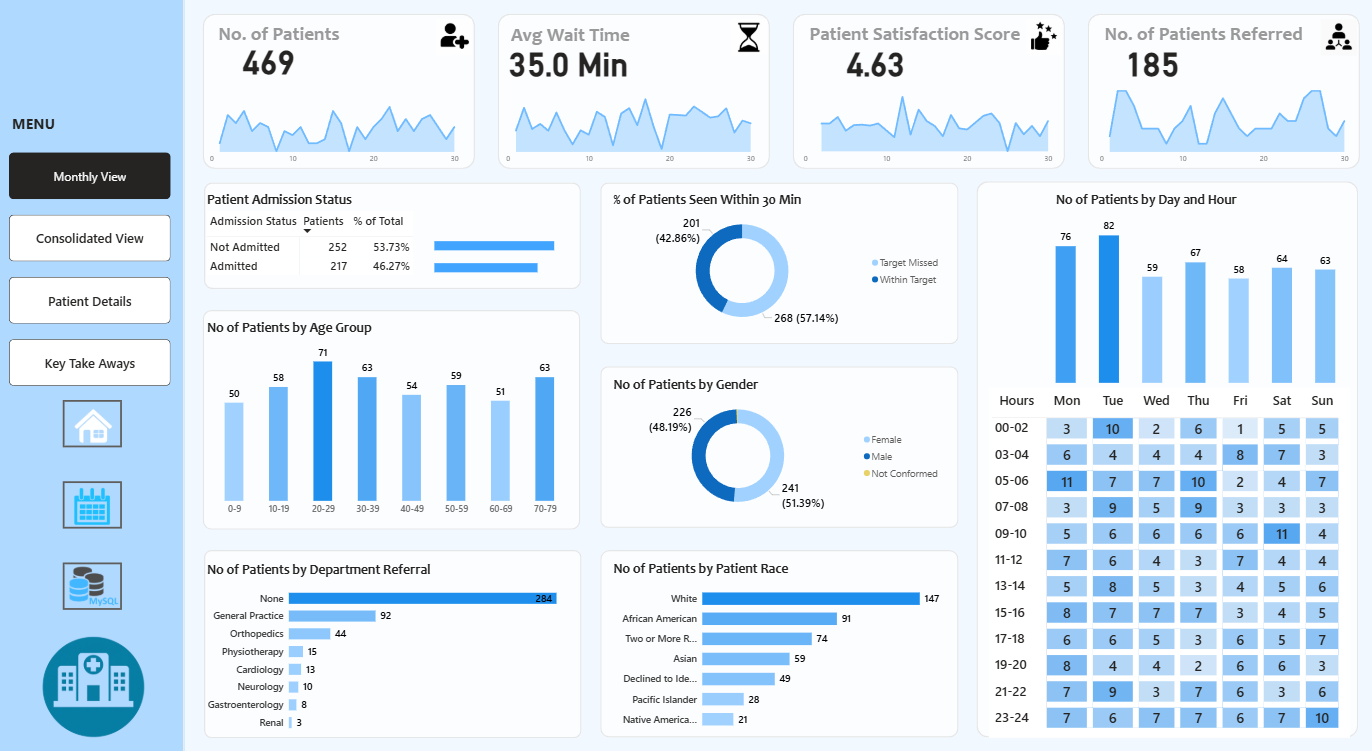 MENU
Monthly View
Consolidated View
Patient Details
Key Take Aways
MySQL
No. of Patients
469
0 10 20 30
Avg Wait Time
35.0 Min
0 10 20 30
Patient Satisfaction Score
4.63
0 10 20 30
No. of Patients Referred
185
0 10 20 30
Patient Admission Status
Admission Status Patients % of Total
Not Admitted 252 53.73%
Admitted 217 46.27%
% of Patients Seen Within 30 Min
201
(42.86%)
268 (57.14%)
Target Missed
Within Target
No of Patients by Age Group
50 58 71 63 54 59 51 63
0-9 10-19 20-29 30-39 40-49 50-59 60-69 70-79
No of Patients by Gender
226
(48.19%)
241
(51.39%)
Female
Male
Not Conformed
No of Patients by Department Referral
None 284
General Practice 92
Orthopedics 44
Physiotherapy 15
Cardiology 13
Neurology 10
Gastroenterology 8
Renal 3
No of Patients by Patient Race
White 147
African American 91
Two or More R... 74
Asian 59
Declined to Ide... 49
Pacific Islander 28
Native America... 21
No of Patients by Day and Hour
76 82 59 67 58 64 63
Hours Mon Tue Wed Thu Fri Sat Sun
00-02 3 10 2 6 1 5 5
03-04 6 4 4 4 8 7 3
05-06 11 7 7 10 2 4 7
07-08 3 9 5 9 3 3 3
09-10 5 6 6 6 6 11 4
11-12 7 6 4 3 7 4 4
13-14 5 8 5 3 4 5 6
15-16 8 7 7 7 3 4 5
17-18 6 6 5 3 6 5 7
19-20 8 4 4 2 6 6 3
21-22 7 9 3 7 6 3 6
23-24 7 6 7 7 6 7 10